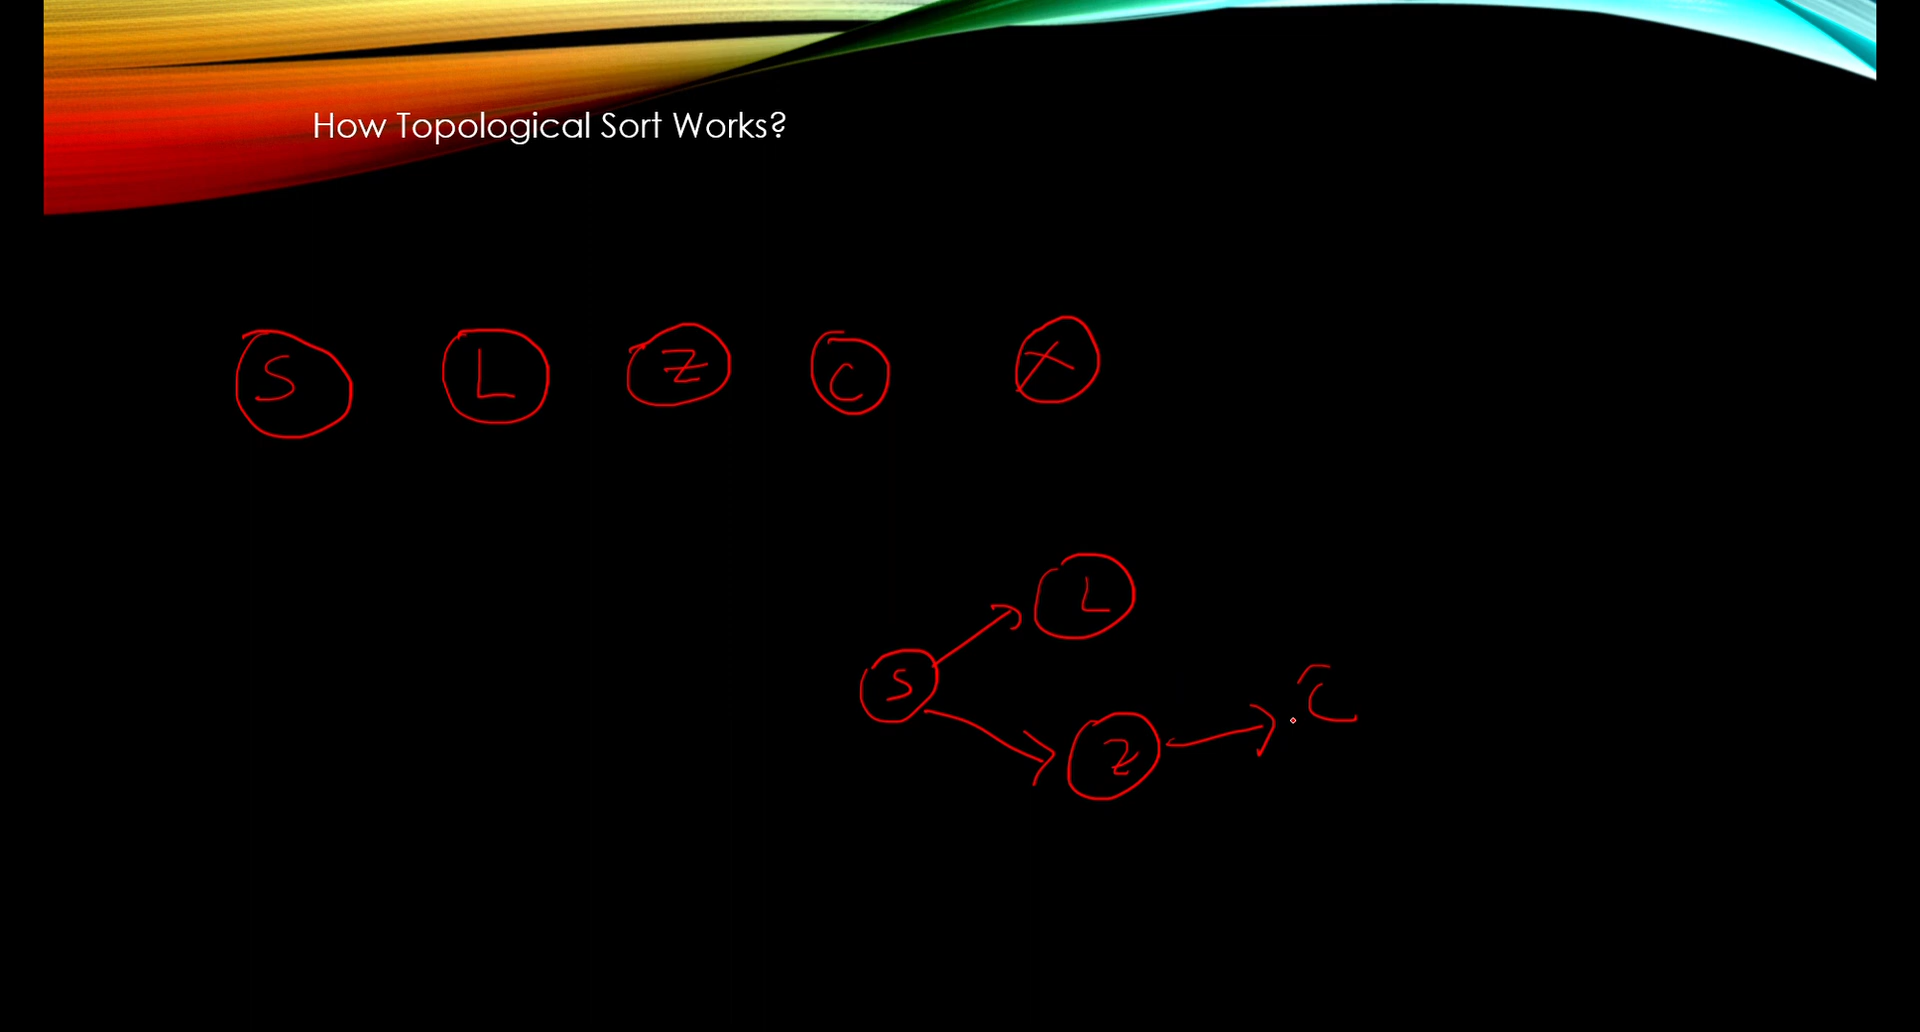 How Topological Sort Works?
S L Z C X
L
S C
Z